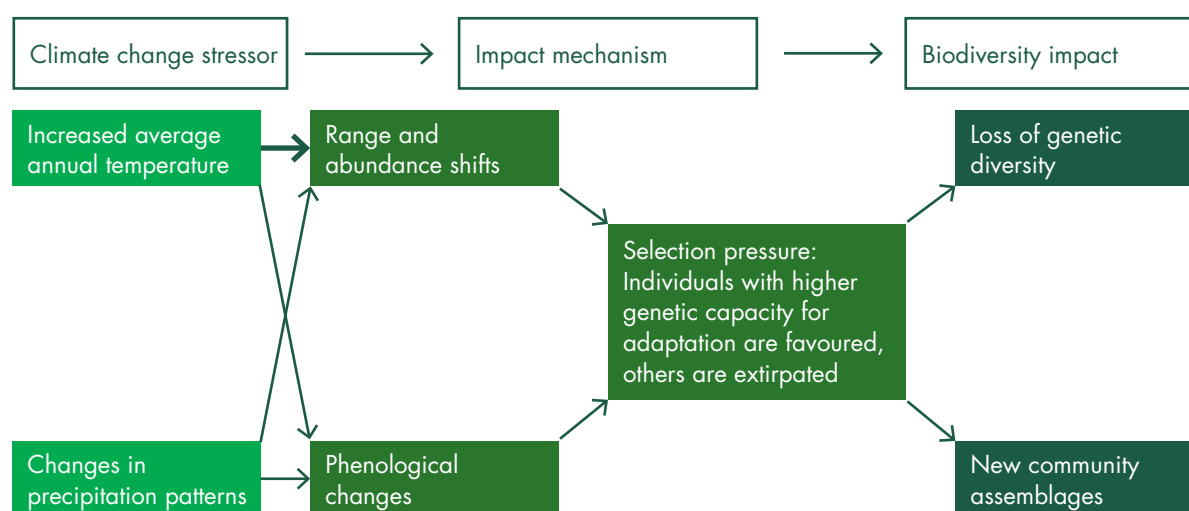 Climate change stressor
Impact mechanism
Biodiversity impact
Increased average
annual temperature
Range and
abundance shifts
Loss of genetic
diversity
Selection pressure:
Individuals with higher
genetic capacity for
adaptation are favoured,
others are extirpated
Changes in
precipitation patterns
Phenological
changes
New community
assemblages